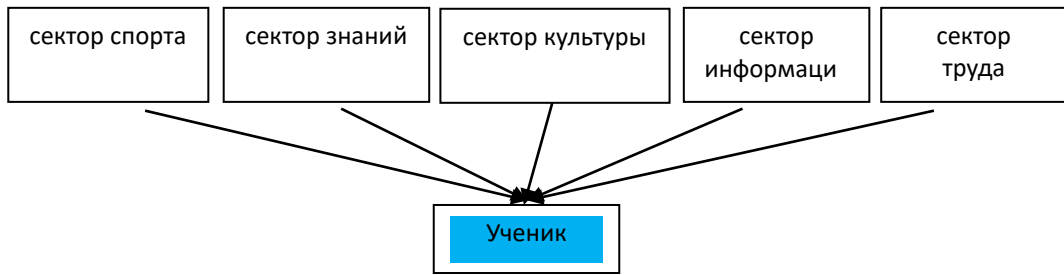 сектор спорта
сектор знаний
сектор культуры
сектор
информаци
сектор
труда
Ученик